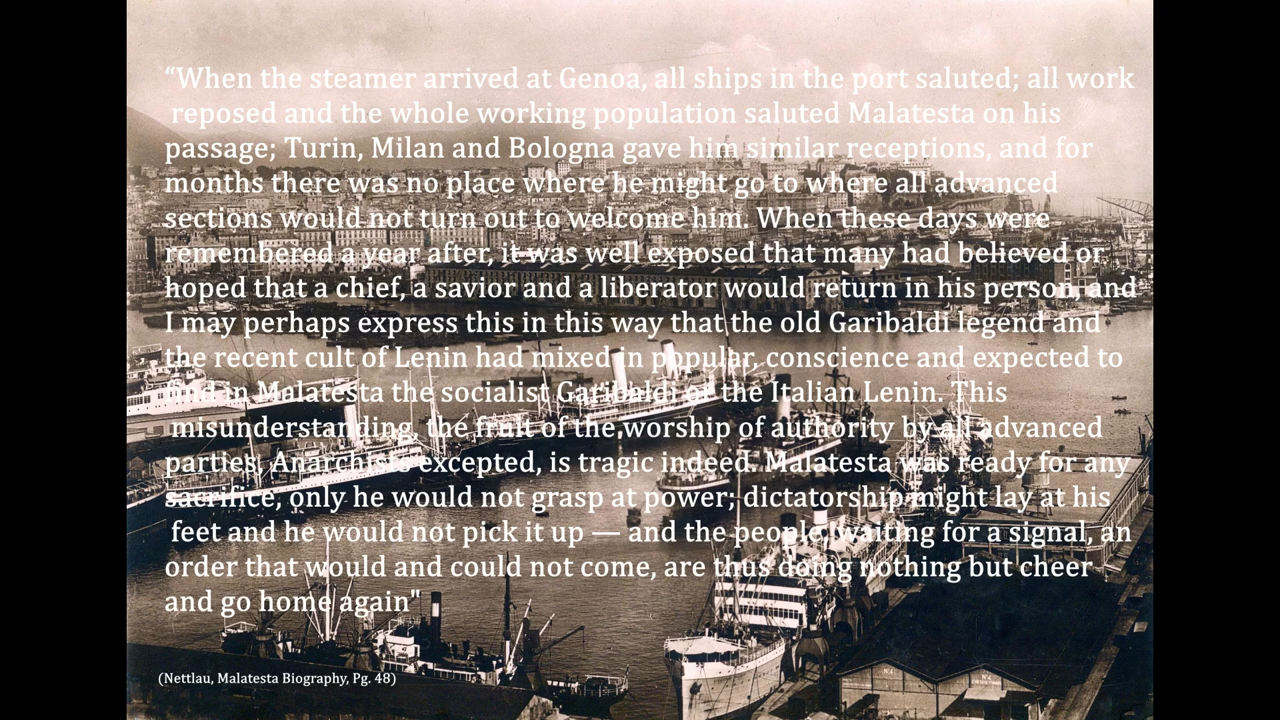 “When the steamer arrived at Genoa, all ships in the port saluted; all work
reposed and the whole working population saluted Malatesta on his
passage; Turin, Milan and Bologna gave him similar receptions, and for
months there was no place where he might go to where all advanced
sections would not turn out to welcome him. When these days were
remembered a year after, it was well exposed that many had believed or
hoped that a chief, a savior and a liberator would return in his person, and
I may perhaps express this in this way that the old Garibaldi legend and
the recent cult of Lenin had mixed in popular, conscience and expected to
find in Malatesta the socialist Garibaldi or the Italian Lenin. This
misunderstanding, the fruit of the worship of authority by all advanced
parties, Anarchists excepted, is tragic indeed. Malatesta was ready for any
sacrifice, only he would not grasp at power; dictatorship might lay at his
feet and he would not pick it up — and the people, waiting for a signal, an
order that would and could not come, are thus doing nothing but cheer
and go home again"
(Nettlau, Malatesta Biography, Pg. 48)